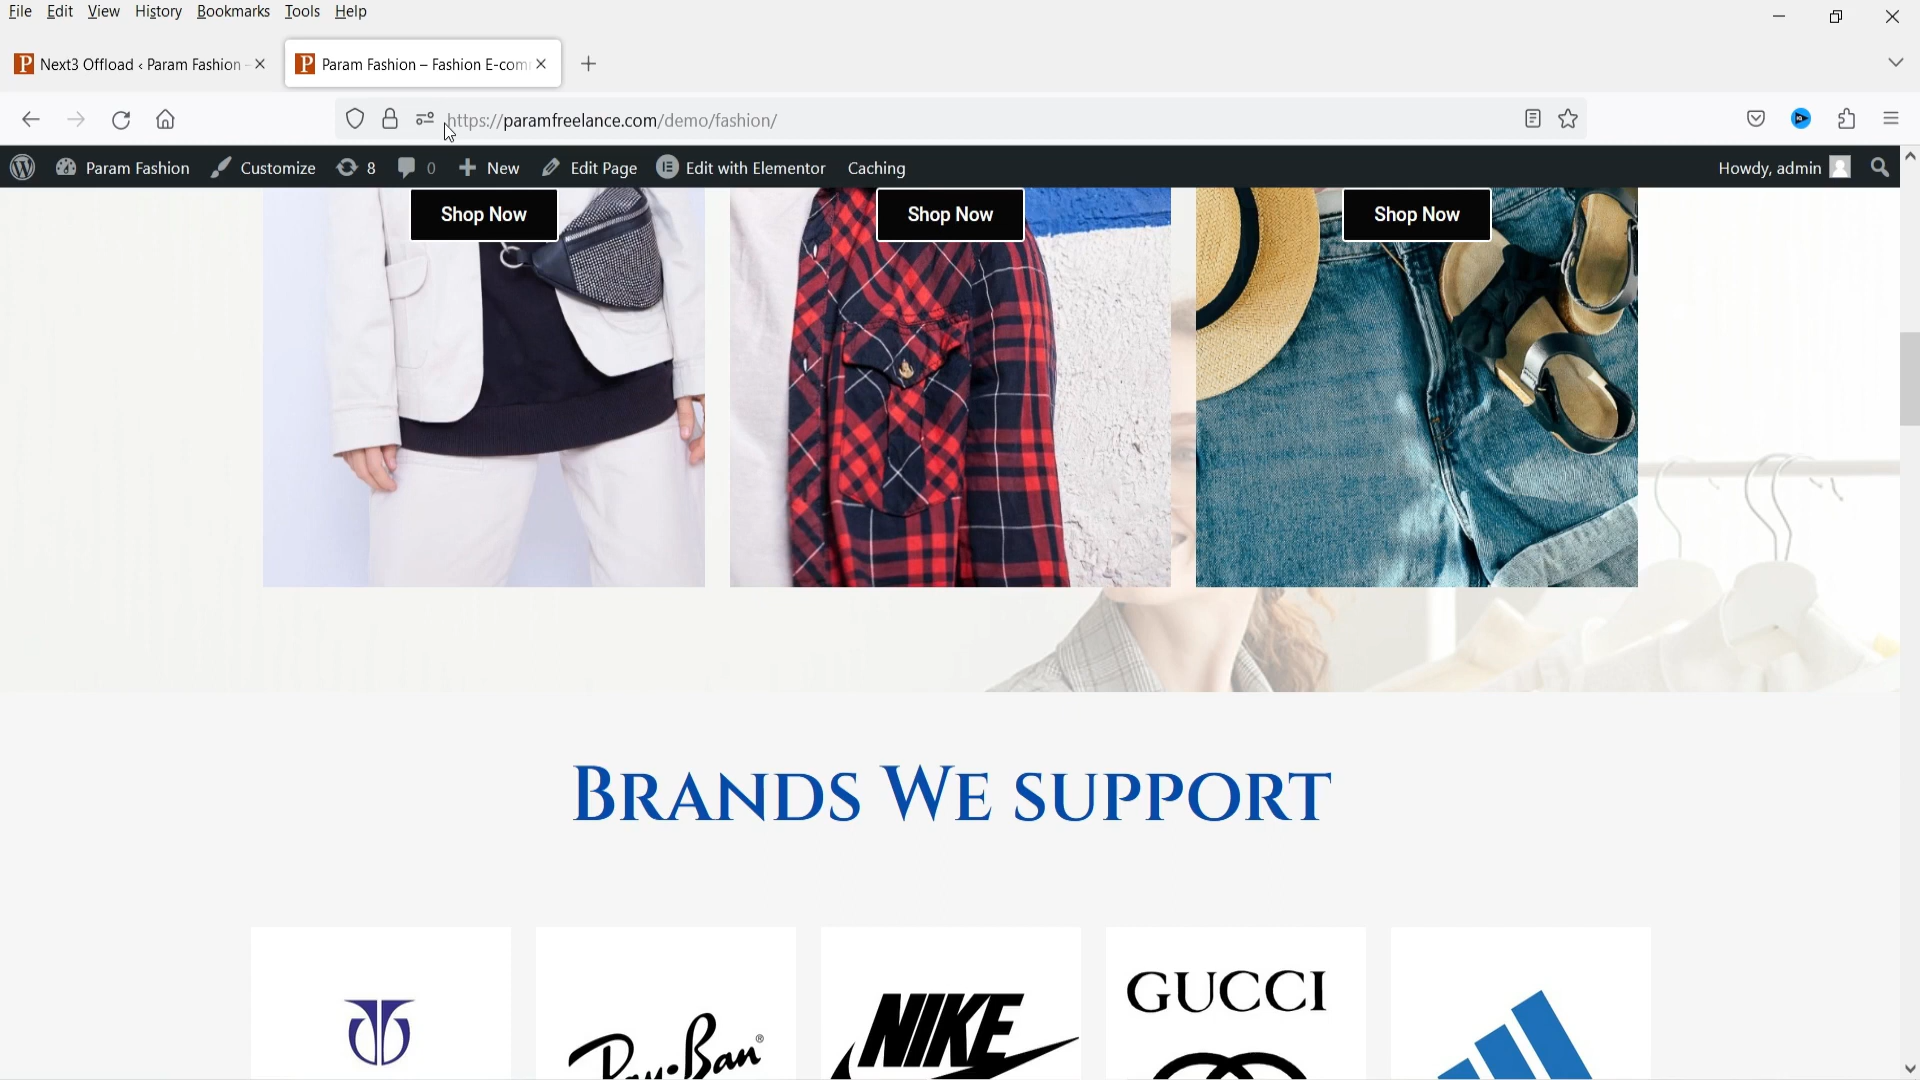 File Edit View History Bookmarks Tools Help
Next3 Offload ‹ Param Fashion –
Param Fashion – Fashion E-com
https://paramfreelance.com/demo/fashion/
Param Fashion Customize 8 0 New Edit Page Edit with Elementor Caching Howdy, admin
Shop Now Shop Now Shop Now
Brands We support
Ray-Ban® NIKE GUCCI